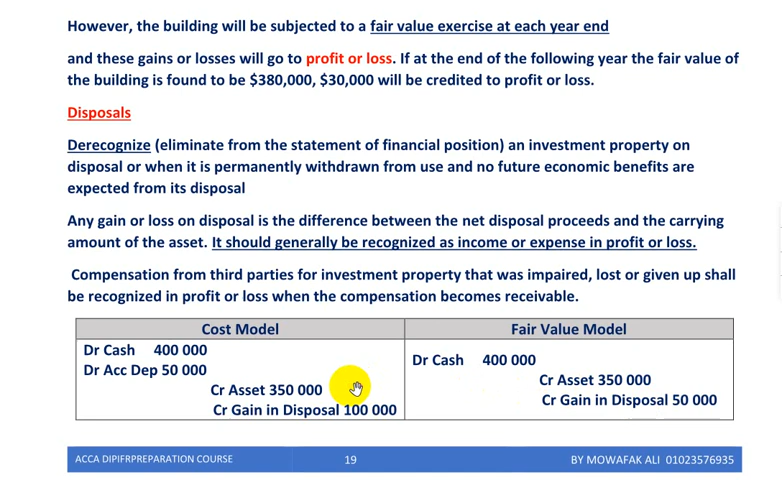 However, the building will be subjected to a fair value exercise at each year end
and these gains or losses will go to profit or loss. If at the end of the following year the fair value of
the building is found to be $380,000, $30,000 will be credited to profit or loss.
Disposals
Derecognize (eliminate from the statement of financial position) an investment property on
disposal or when it is permanently withdrawn from use and no future economic benefits are
expected from its disposal
Any gain or loss on disposal is the difference between the net disposal proceeds and the carrying
amount of the asset. It should generally be recognized as income or expense in profit or loss.
Compensation from third parties for investment property that was impaired, lost or given up shall
be recognized in profit or loss when the compensation becomes receivable.
Cost Model
Dr Cash 400 000
Dr Acc Dep 50 000
Cr Asset 350 000
Cr Gain in Disposal 100 000
Fair Value Model
Dr Cash 400 000
Cr Asset 350 000
Cr Gain in Disposal 50 000
ACCA DIPIFRPREPARATION COURSE 19 BY MOWAFAK ALI 01023576935